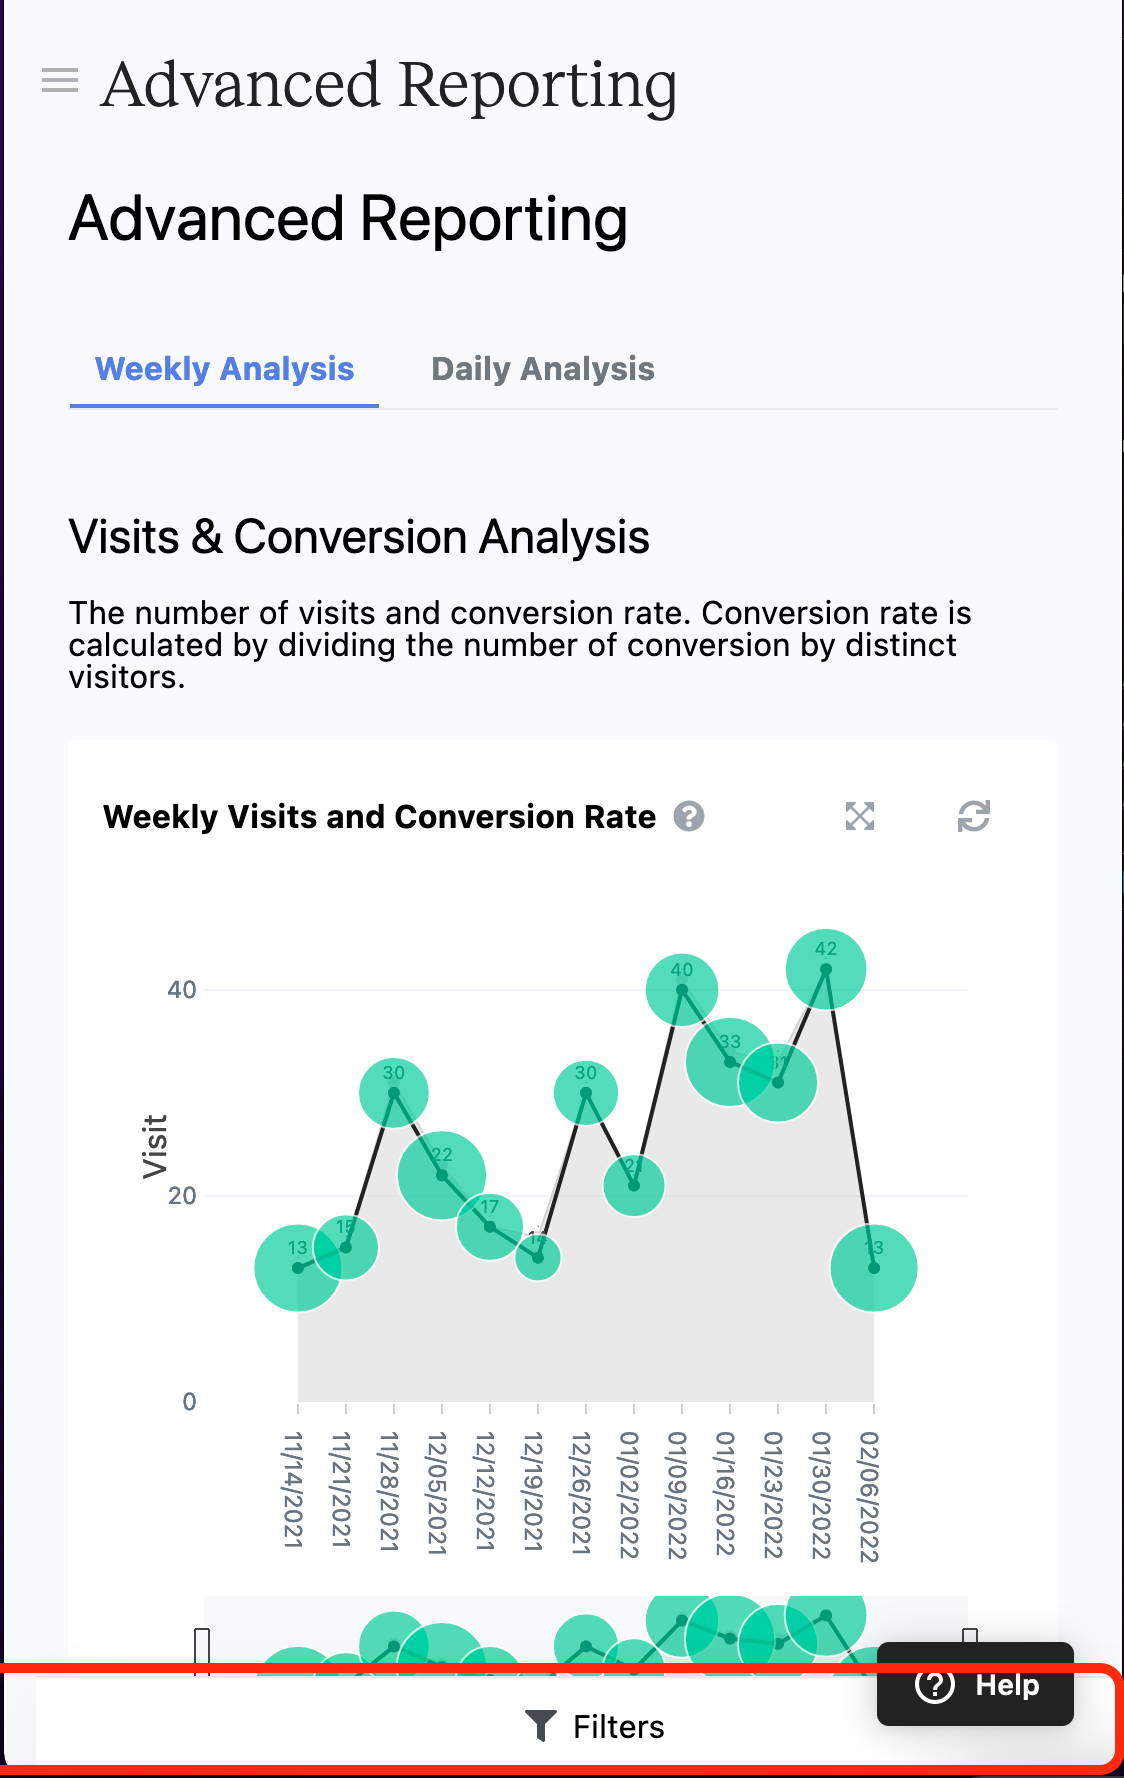 Advanced Reporting
Advanced Reporting
Weekly Analysis Daily Analysis
Visits & Conversion Analysis
The number of visits and conversion rate. Conversion rate is
calculated by dividing the number of conversion by distinct
visitors.
Weekly Visits and Conversion Rate ?
Visit
40
20
0
13
15
30
22
17
14
30
21
40
33
31
42
13
11/14/2021
11/21/2021
11/28/2021
12/05/2021
12/12/2021
12/19/2021
12/26/2021
01/02/2022
01/09/2022
01/16/2022
01/23/2022
01/30/2022
02/06/2022
? Help
Filters